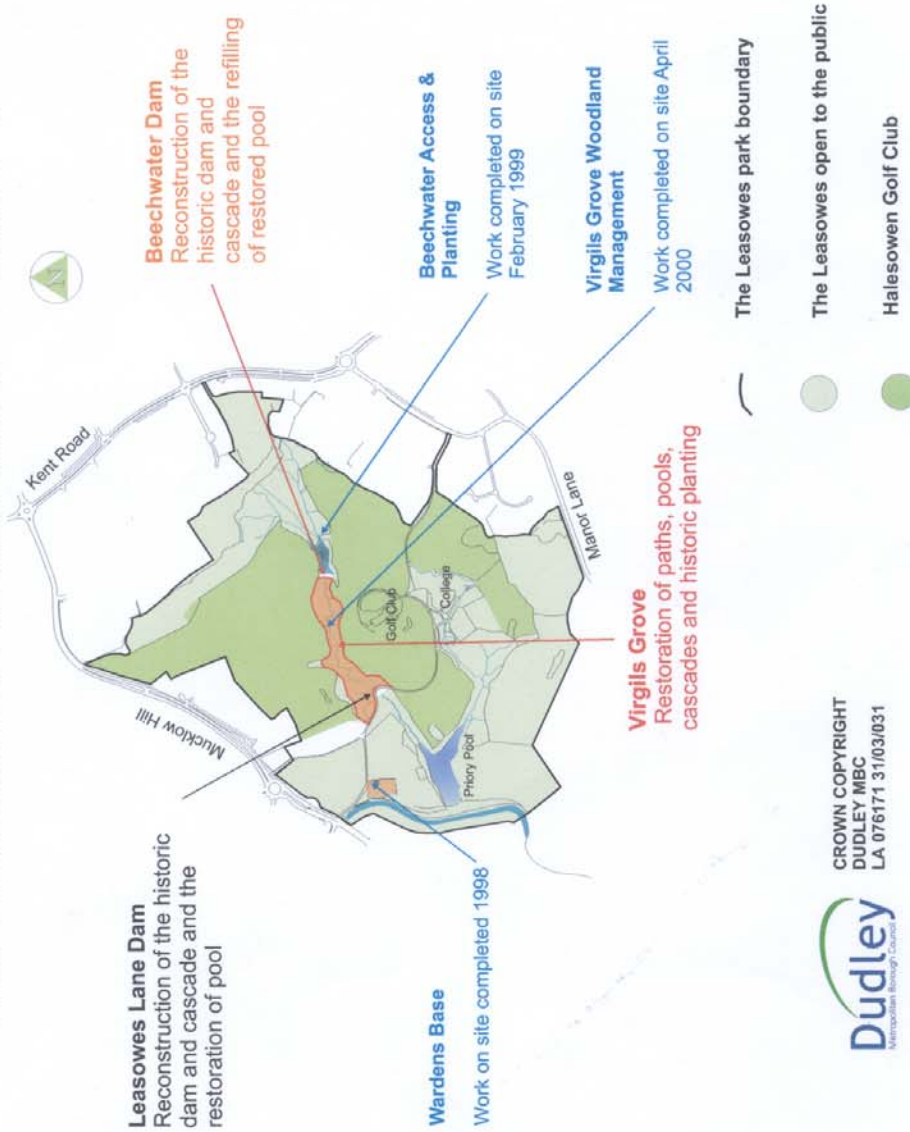 Leasowes Lane Dam
Reconstruction of the historic
dam and cascade and the
restoration of pool
Wardens Base
Work on site completed 1998
Mucklow Hill
Kent Road
Golf Club
College
Priory Pool
Manor Lane
N
Beechwater Dam
Reconstruction of the
historic dam and
cascade and the refilling
of restored pool
Beechwater Access &
Planting
Work completed on site
February 1999
Virgils Grove Woodland
Management
Work completed on site April
2000
Virgils Grove
Restoration of paths, pools,
cascades and historic planting
Dudley
Metropolitan Borough Council
CROWN COPYRIGHT
DUDLEY MBC
LA 076171 31/03/031
The Leasowes park boundary
The Leasowes open to the public
Halesowen Golf Club